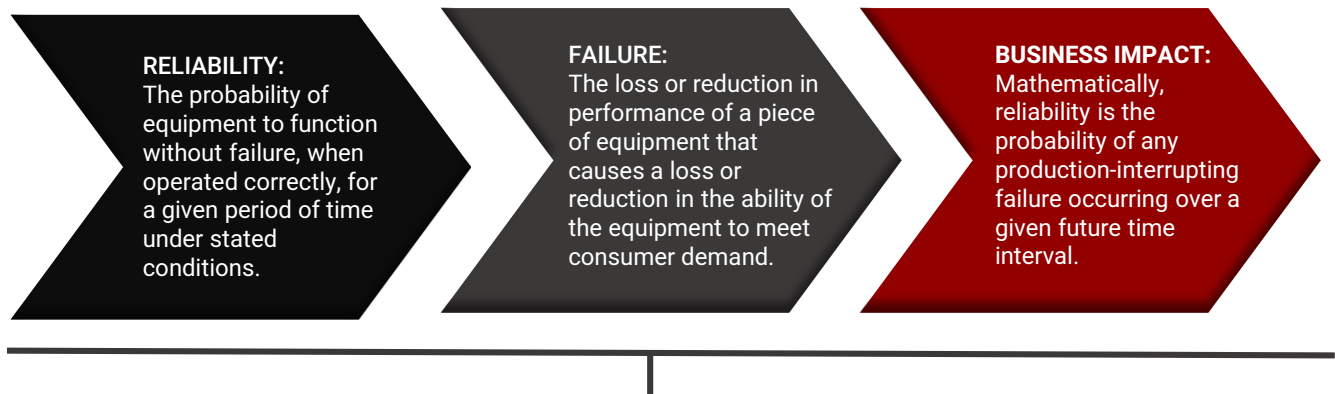 RELIABILITY:
The probability of
equipment to function
without failure, when
operated correctly, for
a given period of time
under stated
conditions.
FAILURE:
The loss or reduction in
performance of a piece
of equipment that
causes a loss or
reduction in the ability of
the equipment to meet
consumer demand.
BUSINESS IMPACT:
Mathematically,
reliability is the
probability of any
production-interrupting
failure occurring over a
given future time
interval.